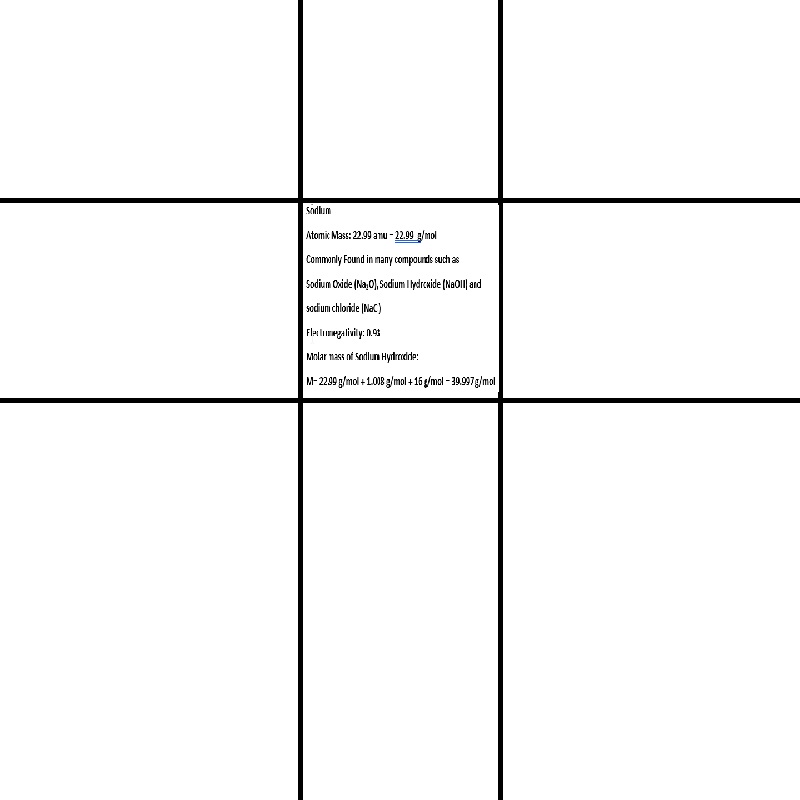 Sodium
Atomic Mass: 22.99 amu = 22.99 g/mol
Commonly Found in many compounds such as
Sodium Oxide (Na₂O), Sodium Hydroxide (NaOH) and
sodium chloride (NaCl)
Electronegativity: 0.93
Molar mass of Sodium Hydroxide:
M= 22.99 g/mol + 1.008 g/mol + 16 g/mol = 39.997 g/mol